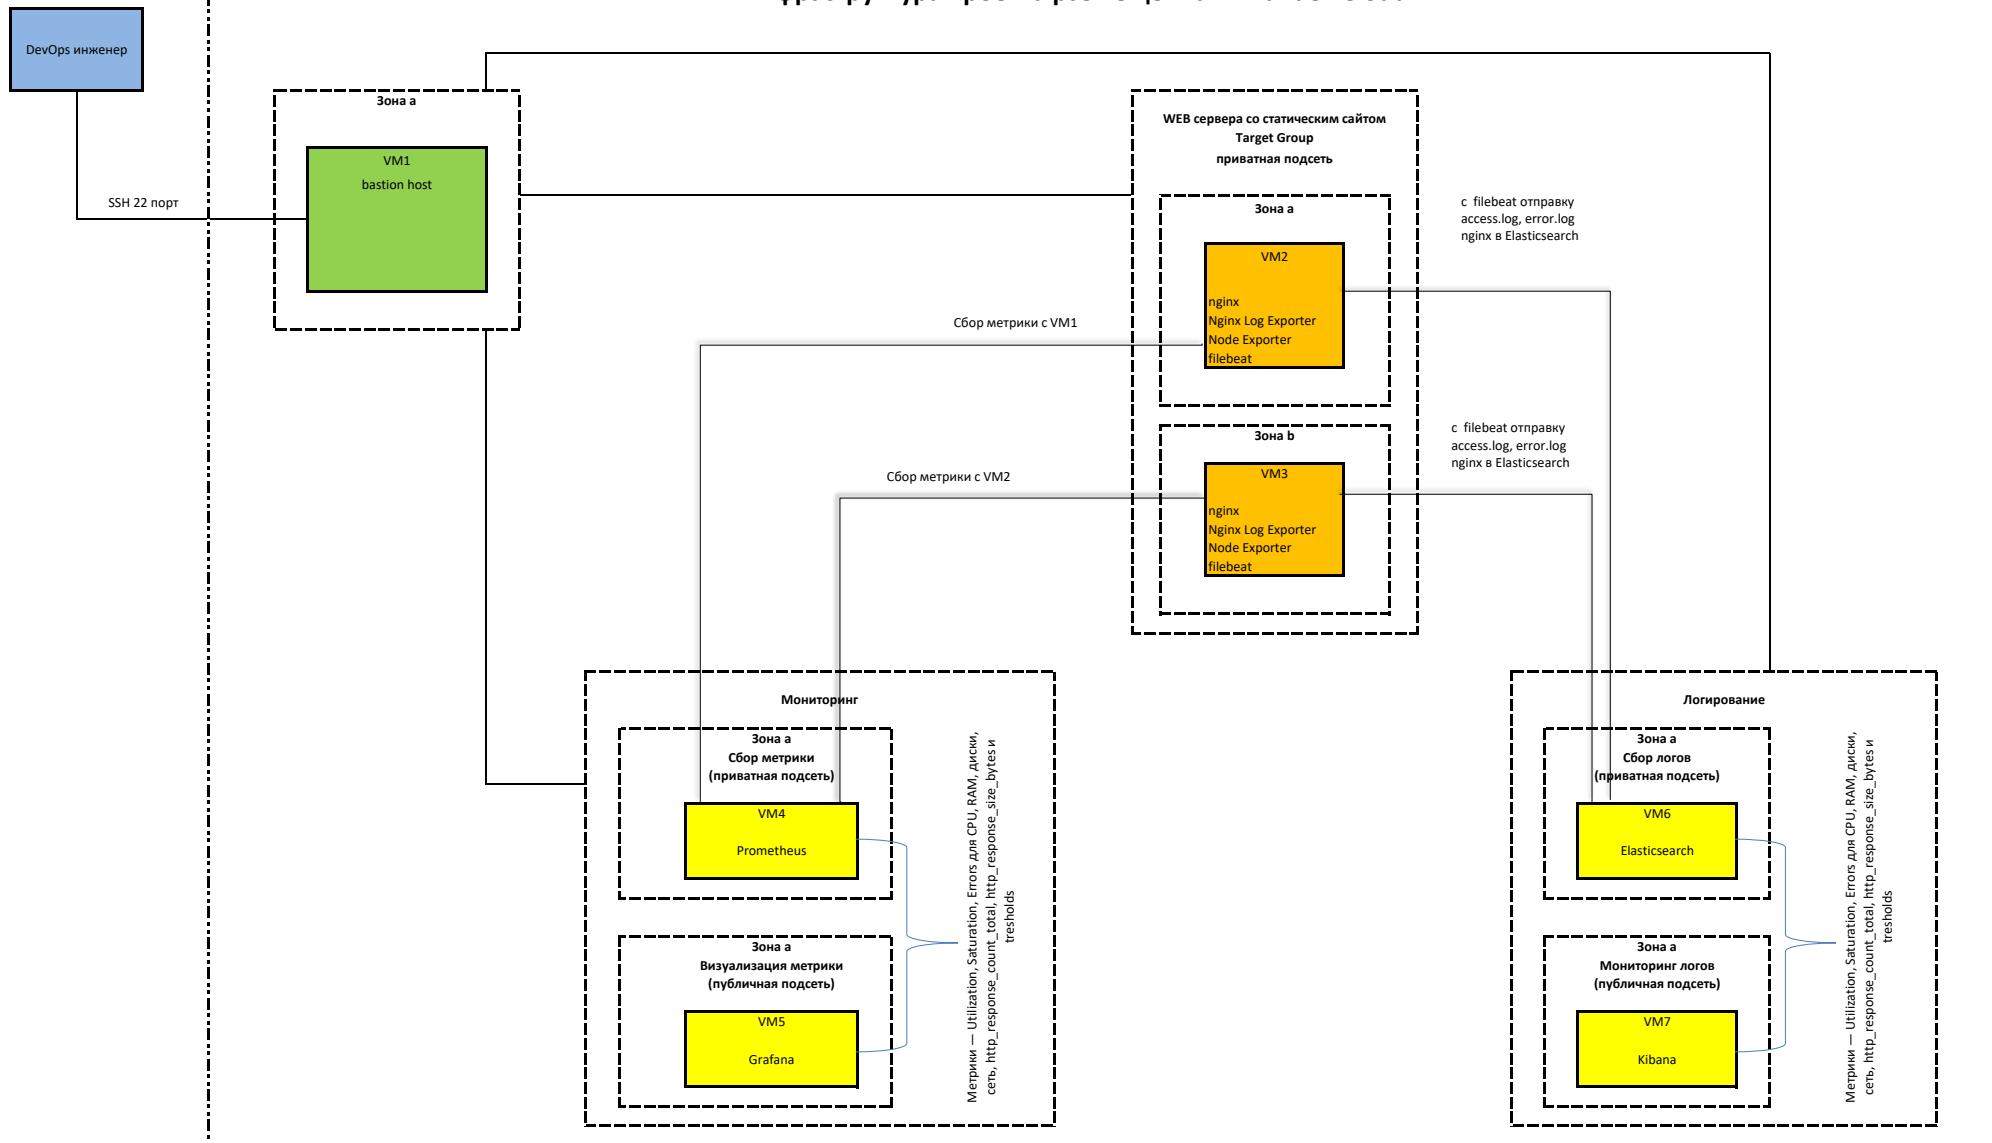 DevOps инженер
SSH 22 порт
Зона а
VM1
bastion host
WEB сервера со статическим сайтом
Target Group
приватная подсеть
Зона а
VM2
nginx
Nginx Log Exporter
Node Exporter
filebeat
с filebeat отправку
access.log, error.log
nginx в Elasticsearch
Сбор метрики с VM1
Зона b
VM3
nginx
Nginx Log Exporter
Node Exporter
filebeat
с filebeat отправку
access.log, error.log
nginx в Elasticsearch
Сбор метрики с VM2
Мониторинг
Зона а
Сбор метрики
(приватная подсеть)
VM4
Prometheus
Зона а
Визуализация метрики
(публичная подсеть)
VM5
Grafana
Метрики — Utilization, Saturation, Errors для CPU, RAM, диски,
сеть, http_response_count_total, http_response_size_bytes и
tresholds
Логирование
Зона а
Сбор логов
(приватная подсеть)
VM6
Elasticsearch
Зона а
Мониторинг логов
(публичная подсеть)
VM7
Kibana
Метрики — Utilization, Saturation, Errors для CPU, RAM, диски,
сеть, http_response_count_total, http_response_size_bytes и
tresholds